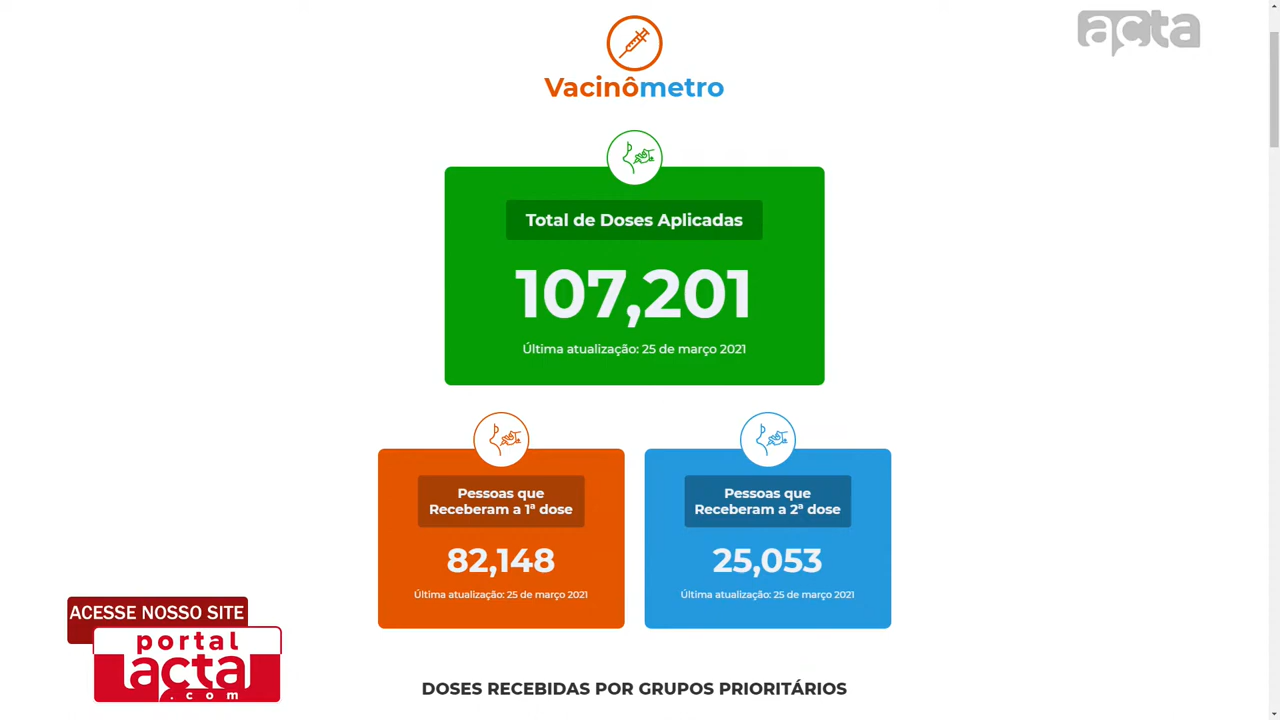 acta
Vacinômetro
Total de Doses Aplicadas
107,201
Última atualização: 25 de março 2021
Pessoas que
Receberam a 1ª dose
82,148
Última atualização: 25 de março 2021
Pessoas que
Receberam a 2ª dose
25,053
Última atualização: 25 de março 2021
ACESSE NOSSO SITE
portal
acta
.com
DOSES RECEBIDAS POR GRUPOS PRIORITÁRIOS